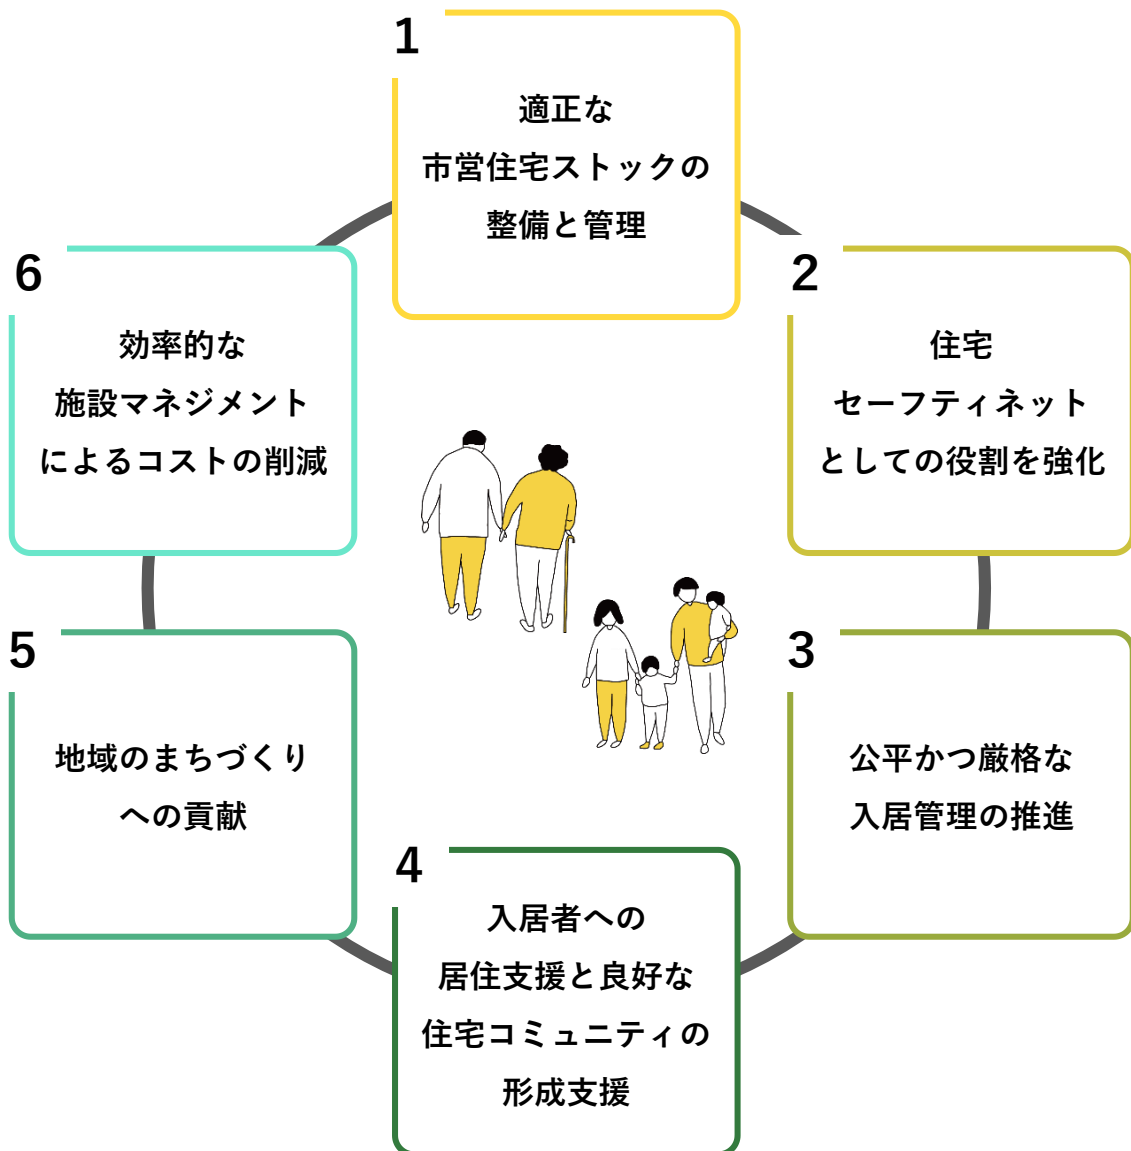 1
適正な
市営住宅ストックの
整備と管理
2
住宅
セーフティネット
としての役割を強化
3
公平かつ厳格な
入居管理の推進
4
入居者への
居住支援と良好な
住宅コミュニティの
形成支援
5
地域のまちづくり
への貢献
6
効率的な
施設マネジメント
によるコストの削減